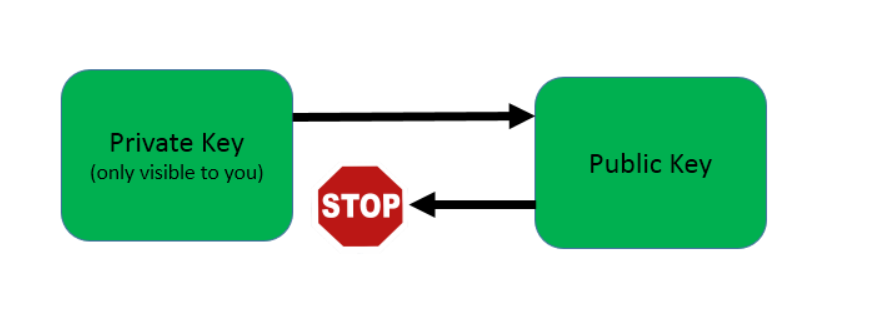 Private Key
(only visible to you)
STOP
Public Key